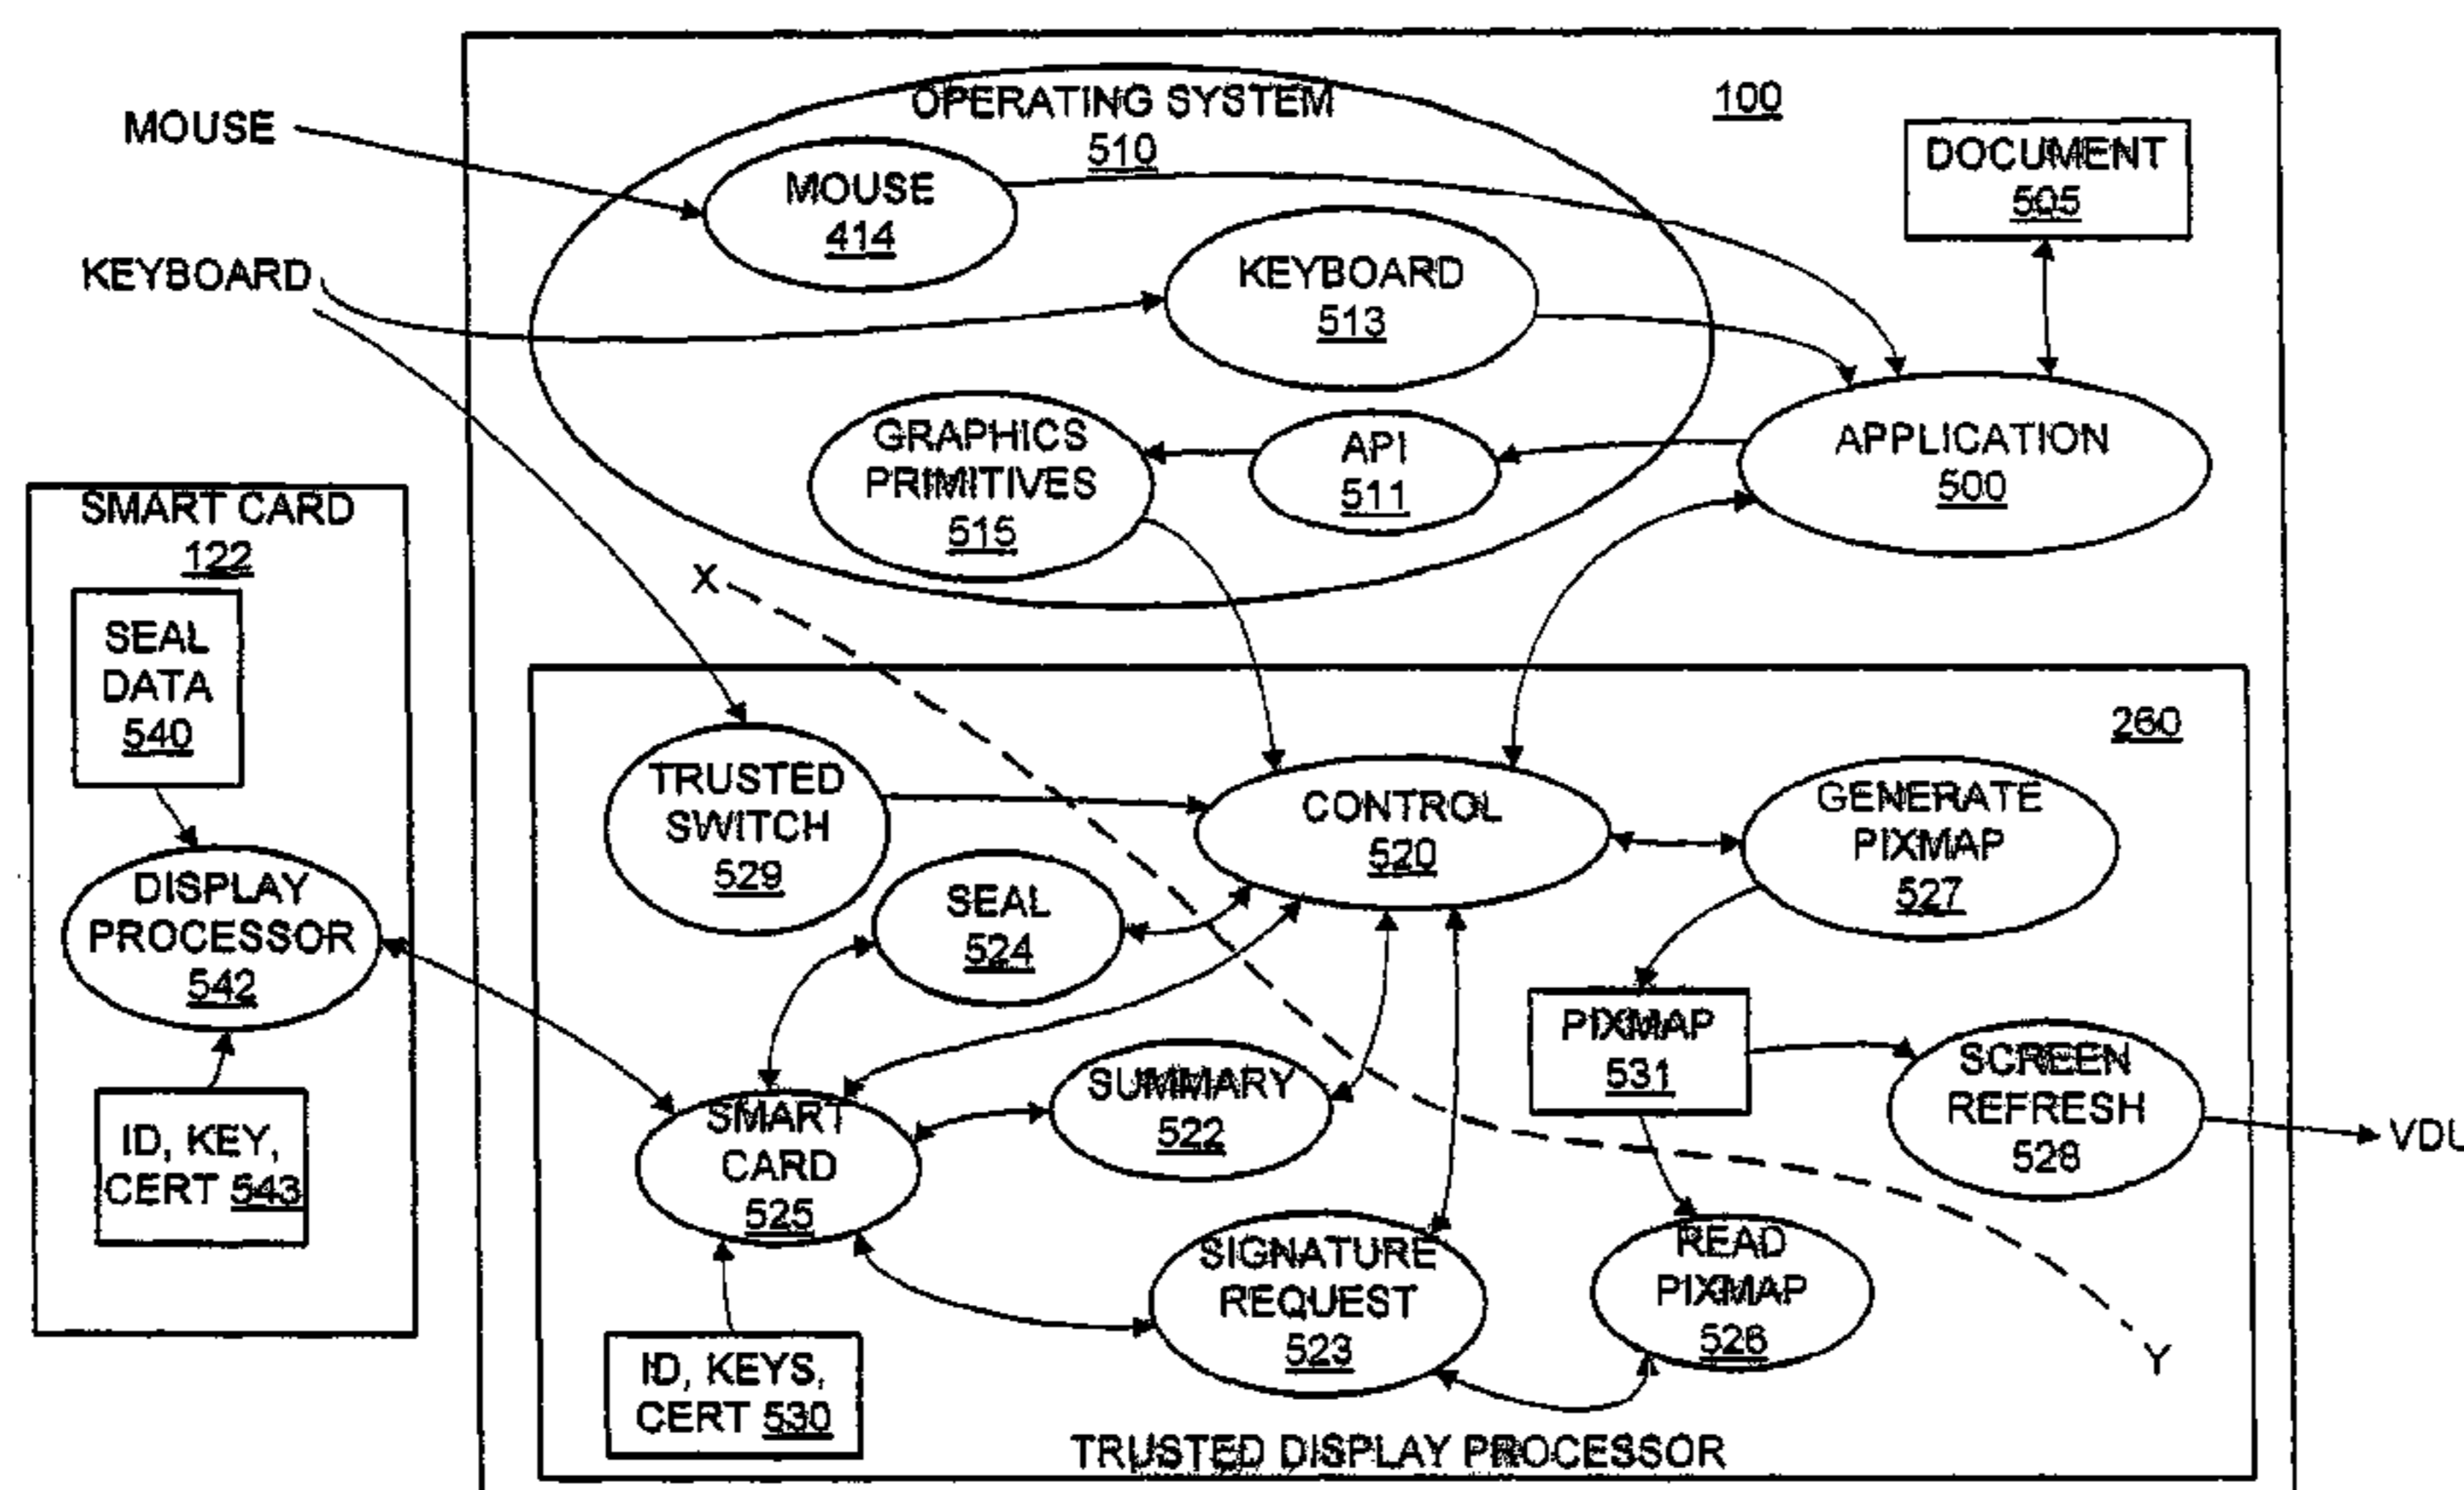 OPERATING SYSTEM
510
100
MOUSE
MOUSE
414
DOCUMENT
505
KEYBOARD
KEYBOARD
513
GRAPHICS
PRIMITIVES
515
API
511
APPLICATION
500
SMART CARD
122
X
SEAL
DATA
540
260
TRUSTED
SWITCH
529
CONTROL
520
GENERATE
PIXMAP
527
DISPLAY
PROCESSOR
542
SEAL
524
PIXMAP
531
SCREEN
REFRESH
528
VDU
ID, KEY,
CERT 543
SMART
CARD
525
SUMMARY
522
SIGNATURE
REQUEST
523
READ
PIXMAP
526
Y
ID, KEYS,
CERT 530
TRUSTED DISPLAY PROCESSOR